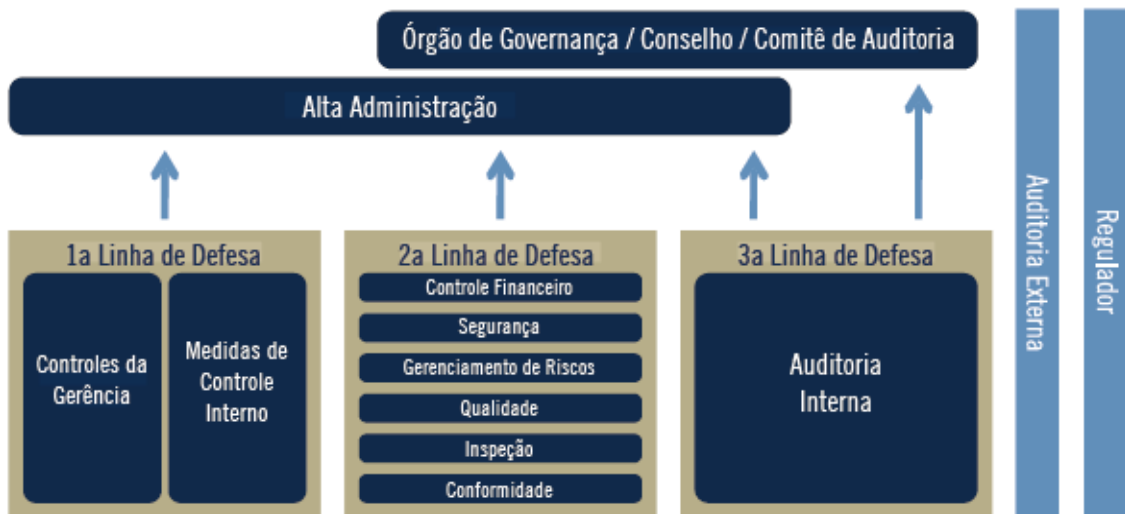 Órgão de Governança / Conselho / Comitê de Auditoria
Alta Administração
1a Linha de Defesa
Controles da
Gerência
Medidas de
Controle
Interno
2a Linha de Defesa
Controle Financeiro
Segurança
Gerenciamento de Riscos
Qualidade
Inspeção
Conformidade
3a Linha de Defesa
Auditoria
Interna
Auditoria Externa
Regulador